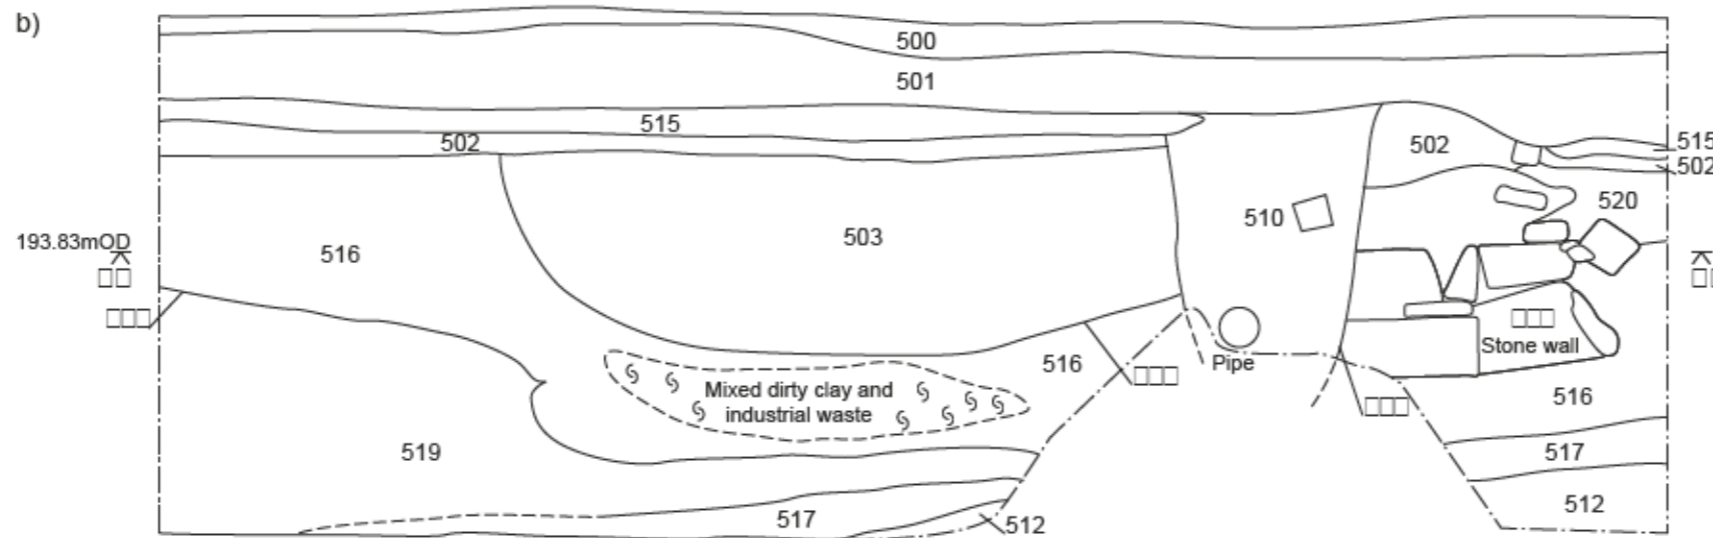 b)
500
501
515
502
502
515
502
520
510
503
516
193.83mOD
K
□□
K
□□□
□□□
Stone wall
Pipe
516
□□□
Mixed dirty clay and
industrial waste
□□□
516
519
517
517
512
512